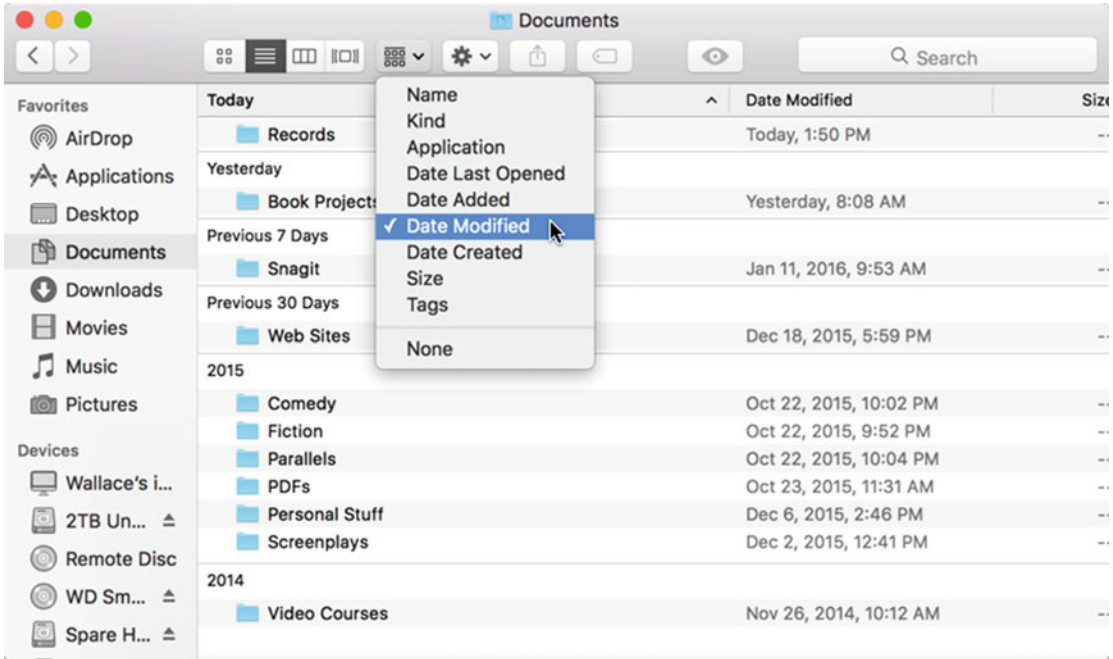 Documents
Search
Favorites
AirDrop
Applications
Desktop
Documents
Downloads
Movies
Music
Pictures
Devices
Wallace's i...
2TB Un...
Remote Disc
WD Sm...
Spare H...
Name
Kind
Application
Date Last Opened
Date Added
✓ Date Modified
Date Created
Size
Tags
None
Today Date Modified Size
Records Today, 1:50 PM --
Yesterday
Book Projects Yesterday, 8:08 AM --
Previous 7 Days
Snagit Jan 11, 2016, 9:53 AM --
Previous 30 Days
Web Sites Dec 18, 2015, 5:59 PM --
2015
Comedy Oct 22, 2015, 10:02 PM --
Fiction Oct 22, 2015, 9:52 PM --
Parallels Oct 22, 2015, 10:04 PM --
PDFs Oct 23, 2015, 11:31 AM --
Personal Stuff Dec 6, 2015, 2:46 PM --
Screenplays Dec 2, 2015, 12:41 PM --
2014
Video Courses Nov 26, 2014, 10:12 AM --